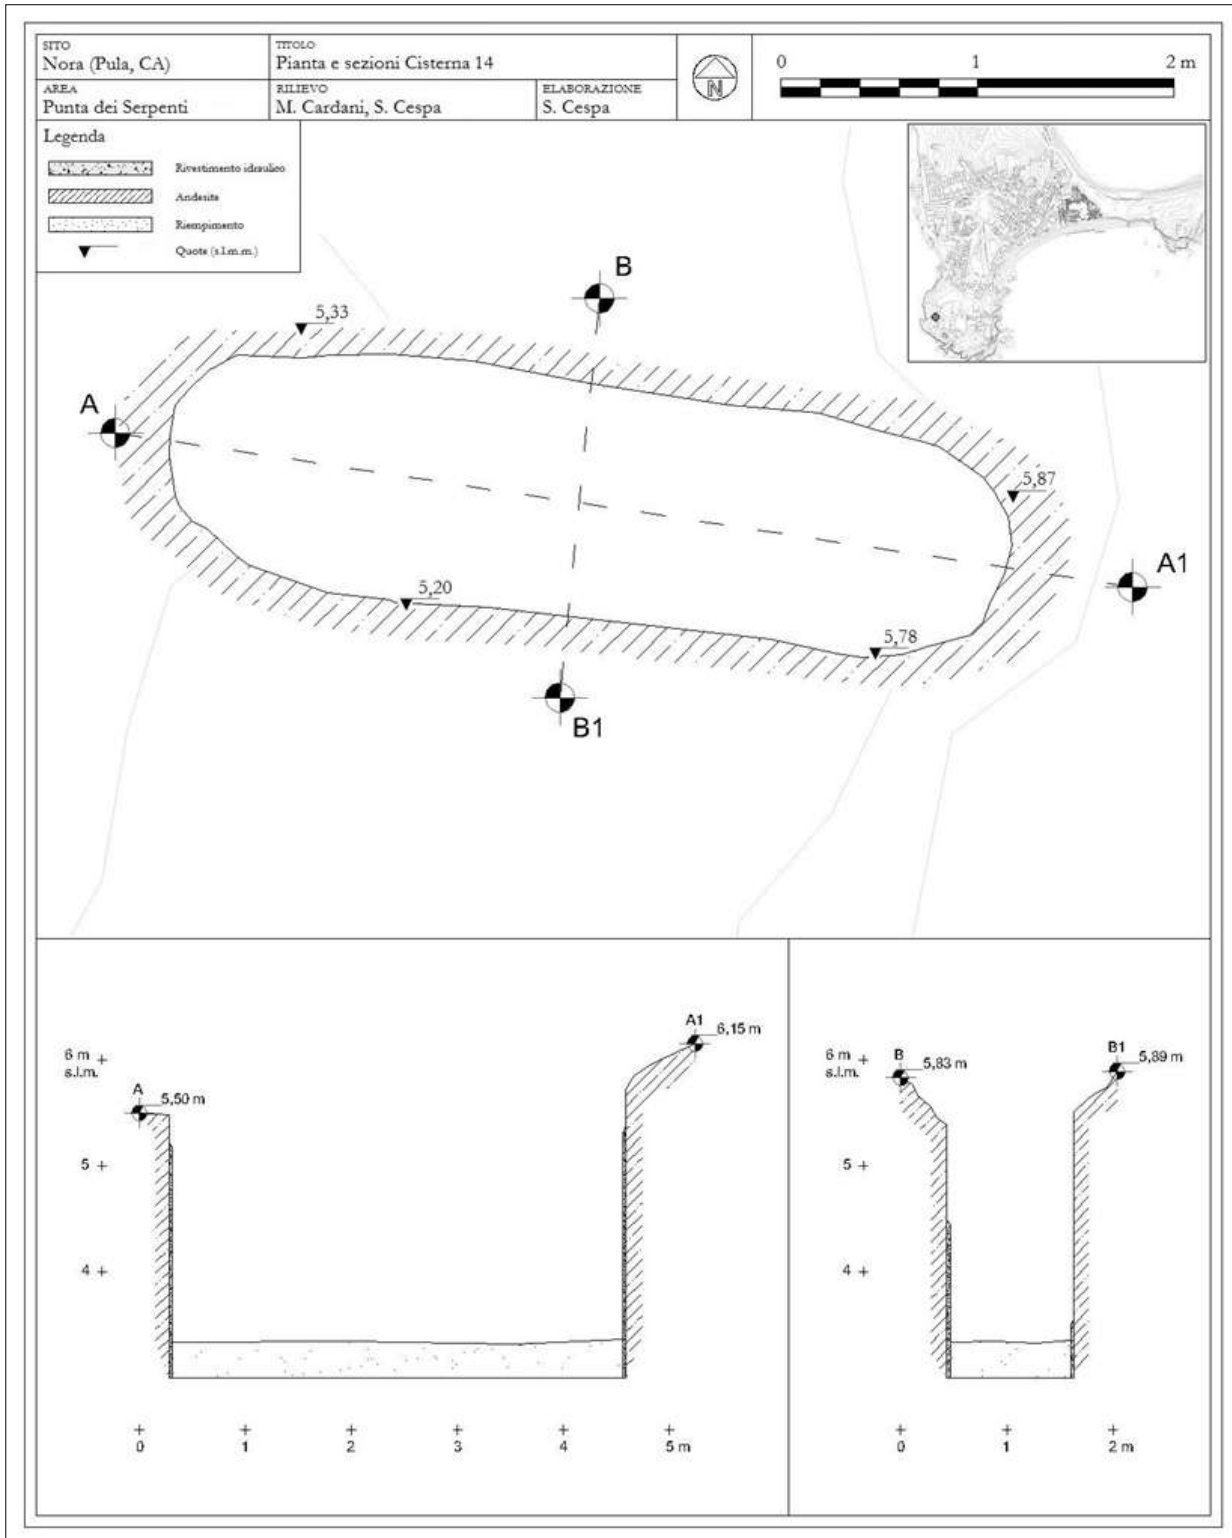 SITO
Nora (Pula, CA)
TITOLO
Pianta e sezioni Cisterna 14
AREA
Punta dei Serpenti
RILIEVO
M. Cardani, S. Cespa
ELABORAZIONE
S. Cespa
N
0 1 2 m
Legenda
Rivestimento idraulico
Andesite
Riempimento
Quote (s.l.m.m.)
B
5,33
A
5,87
A1
5,20
5,78
B1
A1
6,15 m
6 m
s.l.m.
A
5,50 m
5
4
0 1 2 3 4 5 m
6 m
s.l.m.
B
5,83 m
B1
5,89 m
5
4
0 1 2 m